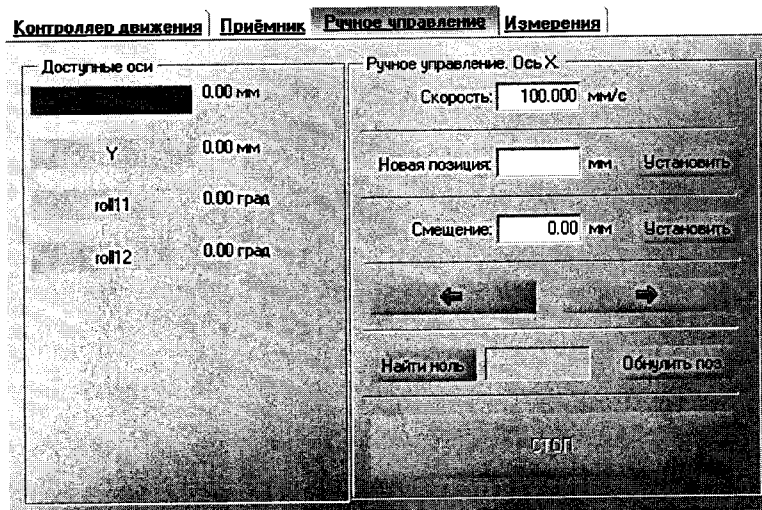 Контроллер движения Приёмник Ручное управление Измерения
Доступные оси
0.00 мм
Y 0.00 мм
roll11 0.00 град
roll12 0.00 град
Ручное управление. Ось X.
Скорость: 100.000 мм/с
Новая позиция: мм Установить
Смещение: 0.00 мм Установить
Найти ноль Обнулить поз.
СТОП